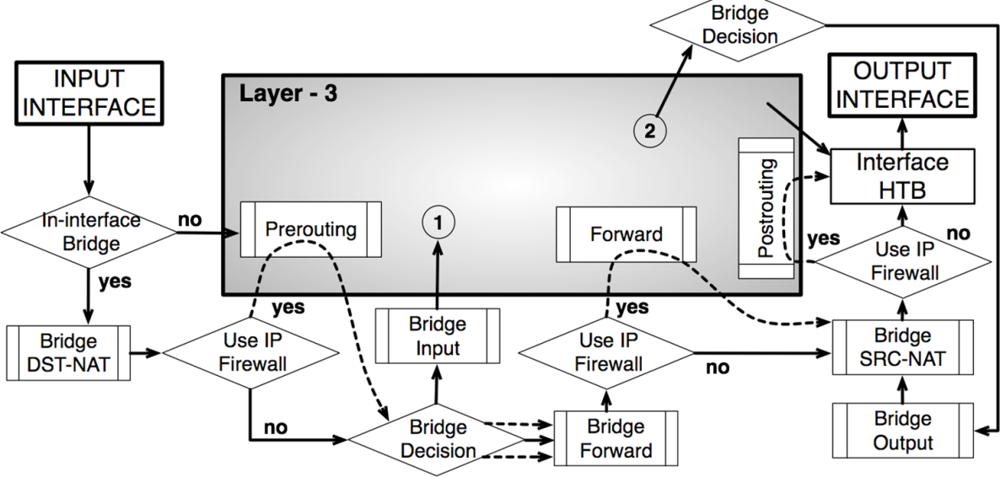 Bridge
Decision
INPUT
INTERFACE
Layer - 3
OUTPUT
INTERFACE
2
Interface
HTB
Postrouting
In-interface
Bridge
no
Prerouting
1
Forward
yes
Use IP
Firewall
no
yes
yes
yes
Bridge
DST-NAT
Use IP
Firewall
Bridge
Input
Use IP
Firewall
no
Bridge
SRC-NAT
no
Bridge
Decision
Bridge
Forward
Bridge
Output